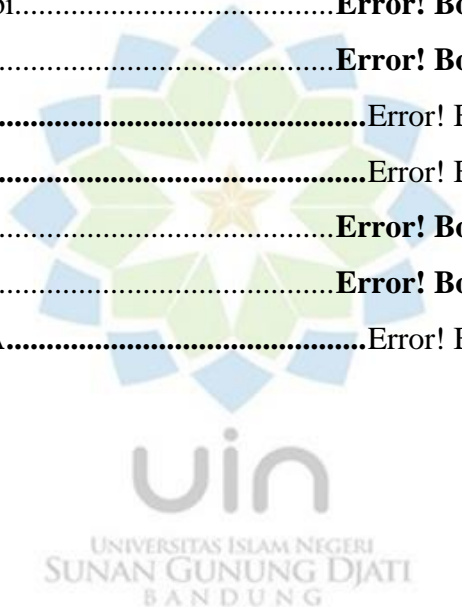 bi................................................Error! Bo
................................................Error! Bo
................................................Error! B
................................................Error! B
................................................Error! Bo
................................................Error! Bo
A................................................Error! B
uin
UNIVERSITAS ISLAM NEGERI
SUNAN GUNUNG DJATI
BANDUNG